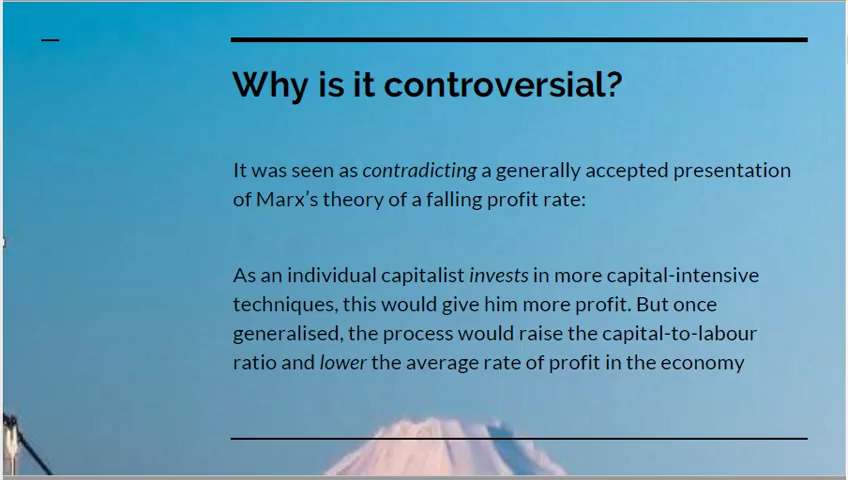 Why is it controversial?
It was seen as contradicting a generally accepted presentation
of Marx's theory of a falling profit rate:
As an individual capitalist invests in more capital-intensive
techniques, this would give him more profit. But once
generalised, the process would raise the capital-to-labour
ratio and lower the average rate of profit in the economy